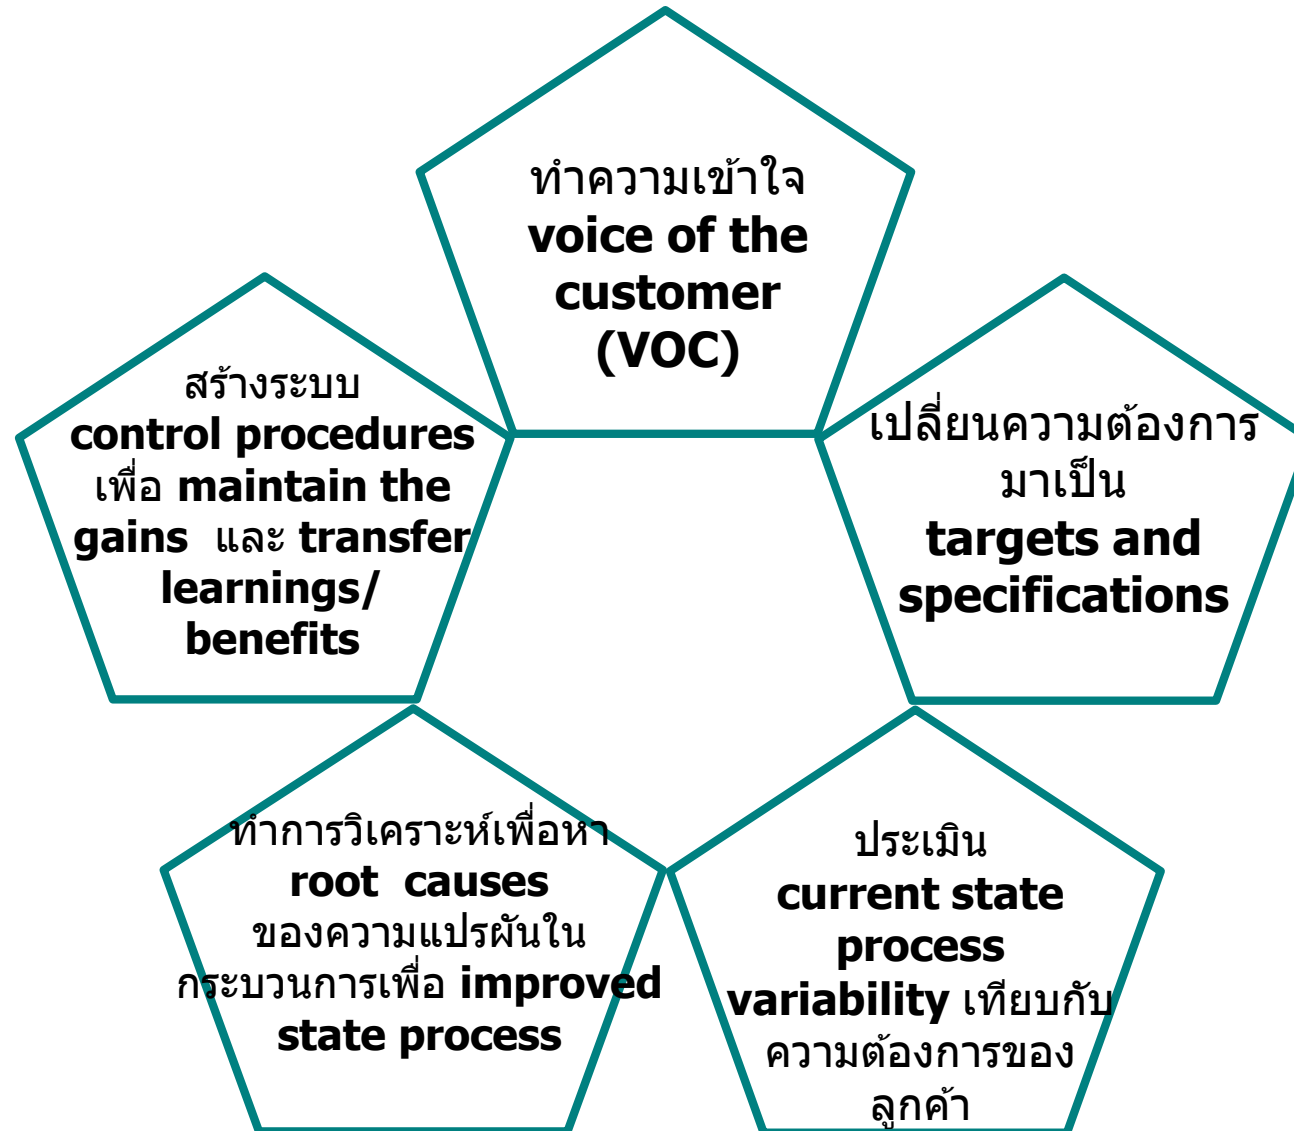 ทำความเข้าใจ
voice of the
customer
(VOC)
เปลี่ยนความต้องการ
มาเป็น
targets and
specifications
ประเมิน
current state
process
variability เทียบกับ
ความต้องการของ
ลูกค้า
ทำการวิเคราะห์เพื่อหา
root causes
ของความแปรผันใน
กระบวนการเพื่อ improved
state process
สร้างระบบ
control procedures
เพื่อ maintain the
gains และ transfer
learnings/
benefits